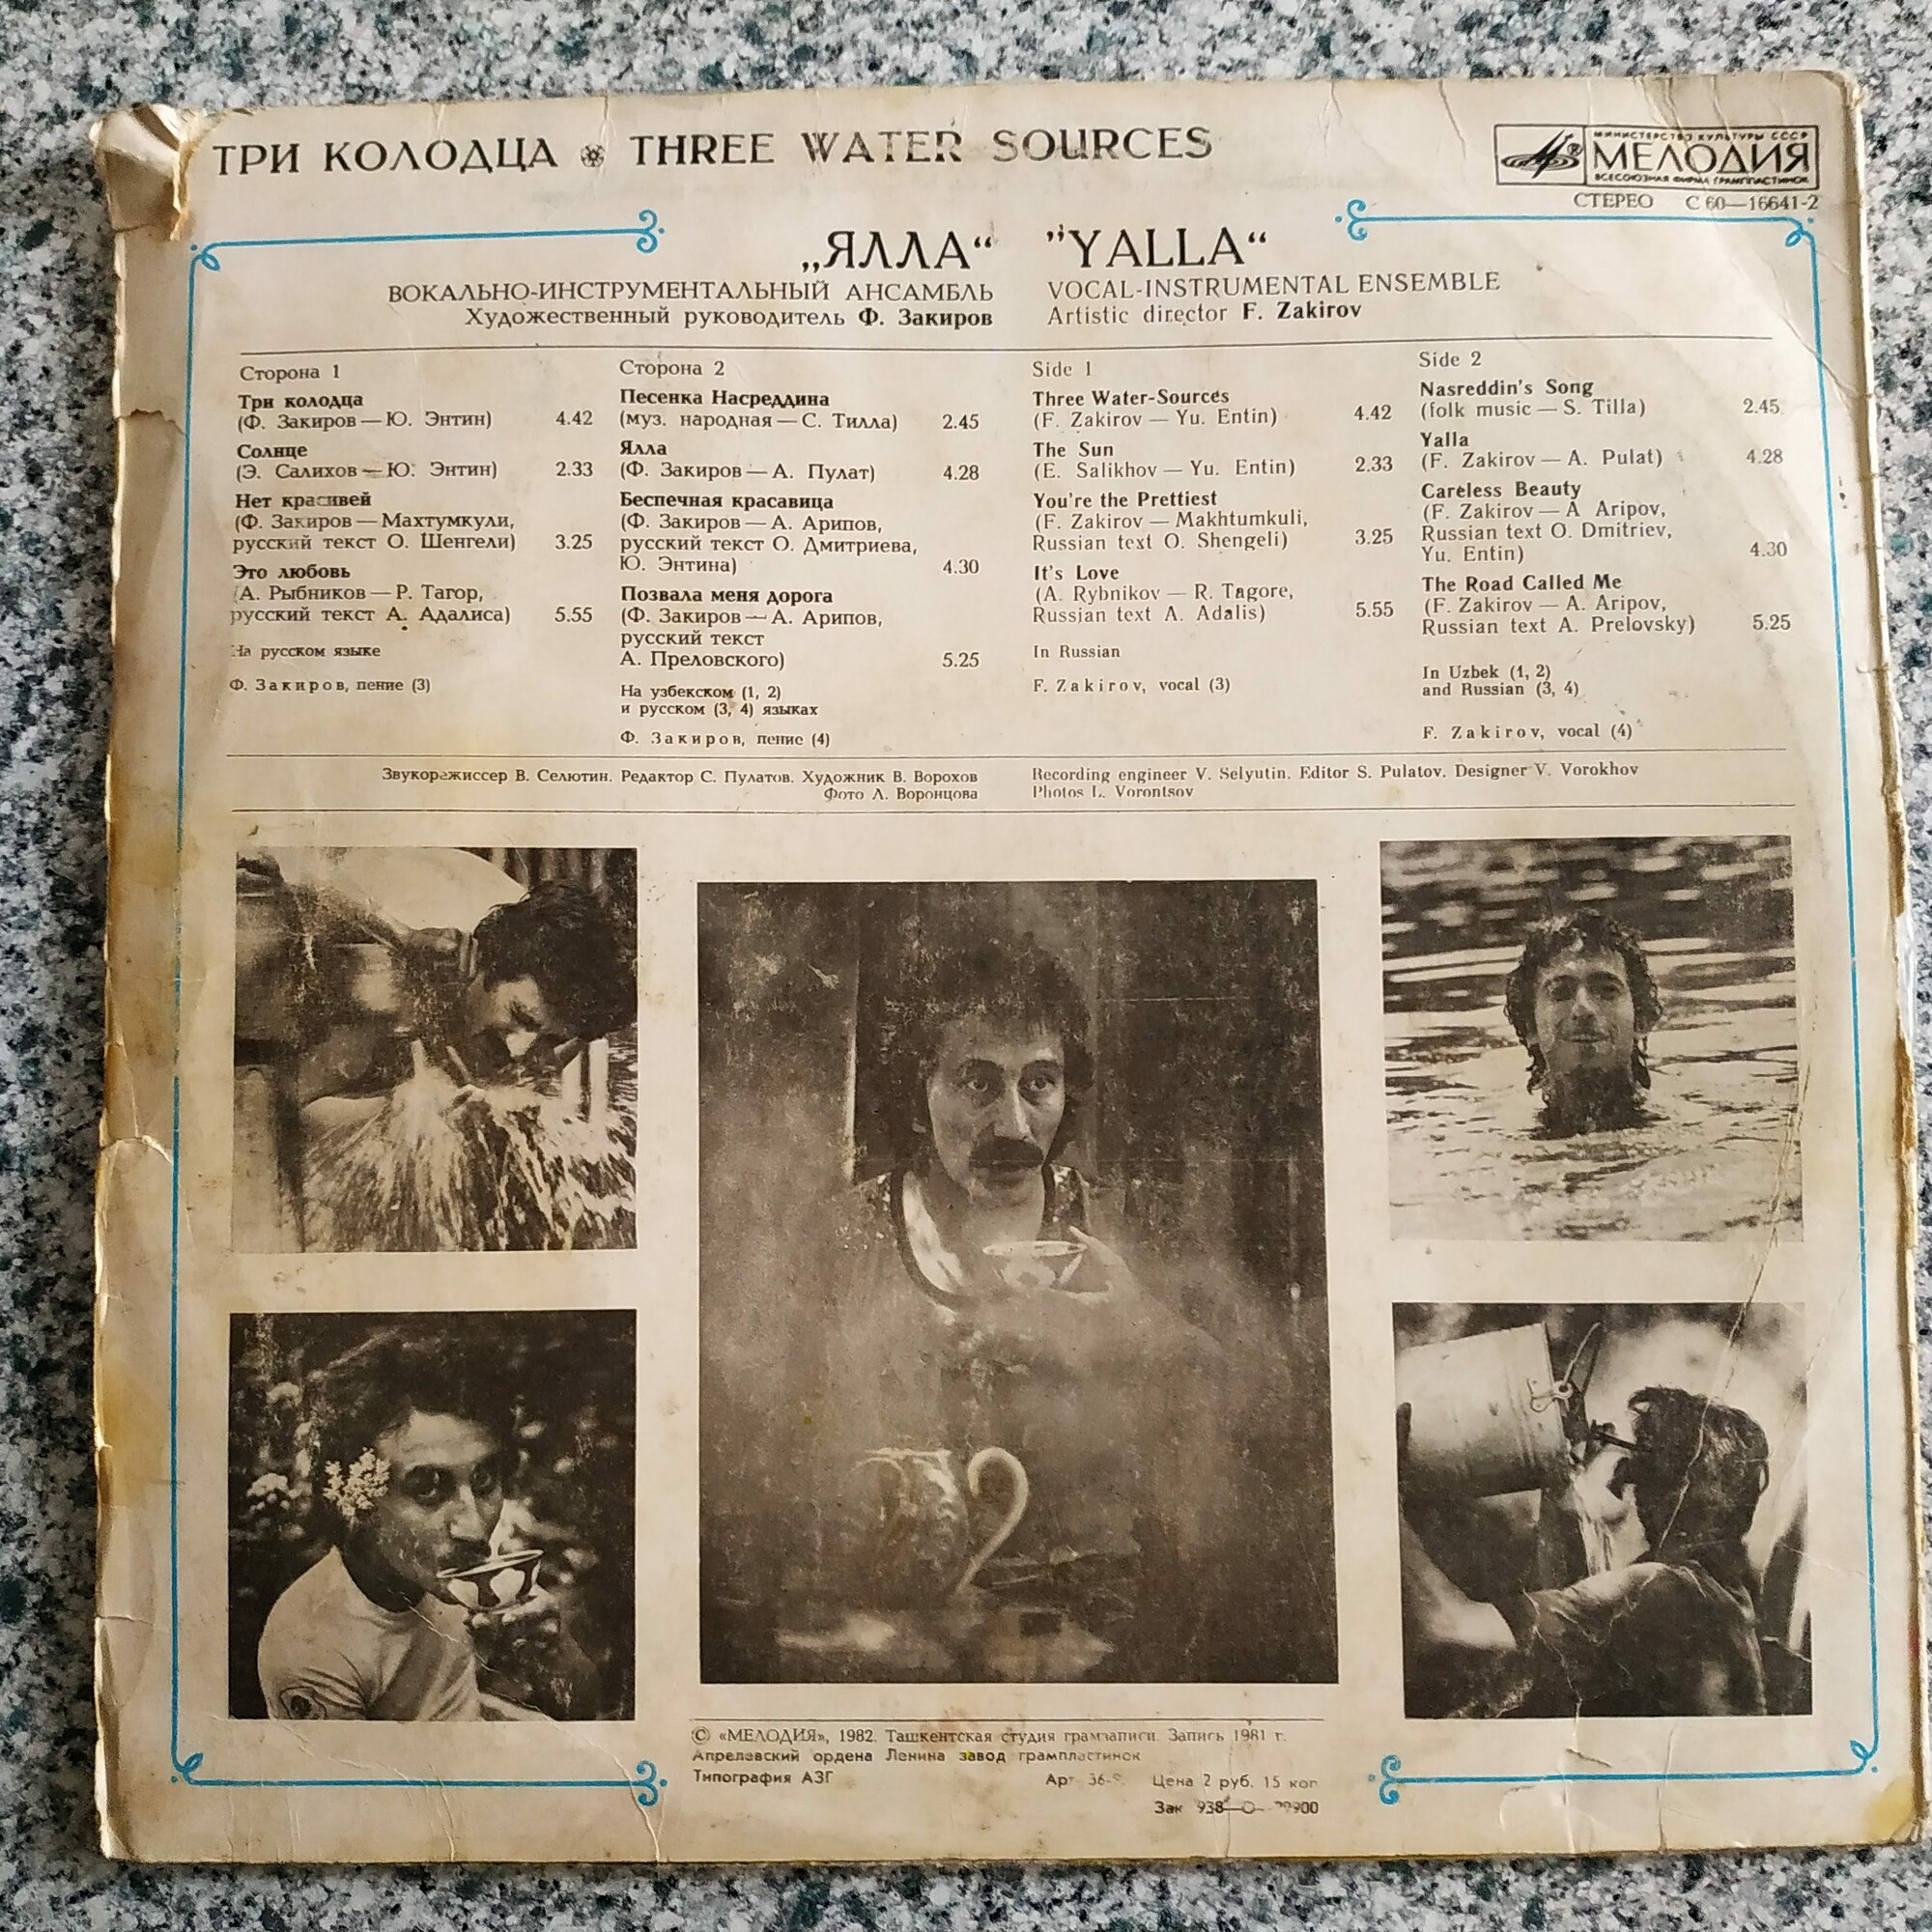 ТРИ КОЛОДЦА THREE WATER SOURCES
МИНИСТЕРСТВО КУЛЬТУРЫ СССР
МЕЛОДИЯ
ВСЕСОЮЗНАЯ ФИРМА ГРАМПЛАСТИНОК
СТЕРЕО С 60—16641-2
„ЯЛЛА“
ВОКАЛЬНО-ИНСТРУМЕНТАЛЬНЫЙ АНСАМБЛЬ
Художественный руководитель Ф. Закиров
"YALLA"
VOCAL-INSTRUMENTAL ENSEMBLE
Artistic director F. Zakirov
Сторона 1
Три колодца
(Ф. Закиров — Ю. Энтин) 4.42
Солнце
(Э. Салихов — Ю. Энтин) 2.33
Нет красивей
(Ф. Закиров — Махтумкули,
русский текст О. Шенгели) 3.25
Это любовь
(А. Рыбников — Р. Тагор,
русский текст А. Адалиса) 5.55
На русском языке
Ф. Закиров, пение (3)
Сторона 2
Песенка Насреддина
(муз. народная — С. Тилла) 2.45
Ялла
(Ф. Закиров — А. Пулат) 4.28
Беспечная красавица
(Ф. Закиров — А. Арипов,
русский текст О. Дмитриева,
Ю. Энтина) 4.30
Позвала меня дорога
(Ф. Закиров — А. Арипов,
русский текст
А. Преловского) 5.25
На узбекском (1, 2)
и русском (3, 4) языках
Ф. Закиров, пение (4)
Side 1
Three Water-Sources
(F. Zakirov — Yu. Entin) 4.42
The Sun
(E. Salikhov — Yu. Entin) 2.33
You're the Prettiest
(F. Zakirov — Makhtumkuli,
Russian text O. Shengeli) 3.25
It's Love
(A. Rybnikov — R. Tagore,
Russian text A. Adalis) 5.55
In Russian
F. Zakirov, vocal (3)
Side 2
Nasreddin's Song
(folk music — S. Tilla) 2.45
Yalla
(F. Zakirov — A. Pulat) 4.28
Careless Beauty
(F. Zakirov — A Aripov,
Russian text O. Dmitriev,
Yu. Entin) 4.30
The Road Called Me
(F. Zakirov — A. Aripov,
Russian text A. Prelovsky) 5.25
In Uzbek (1, 2)
and Russian (3, 4)
F. Zakirov, vocal (4)
Звукорежиссер В. Селютин. Редактор С. Пулатов. Художник В. Ворохов
Фото Л. Воронцова
Recording engineer V. Selyutin. Editor S. Pulatov. Designer V. Vorokhov
Photos L. Vorontsov
© «МЕЛОДИЯ», 1982. Ташкентская студия грамзаписи. Запись 1981 г.
Апрелевский ордена Ленина завод грампластинок
Типография АЗГ Арт Цена 2 руб. 15 коп
Зак 938—О—